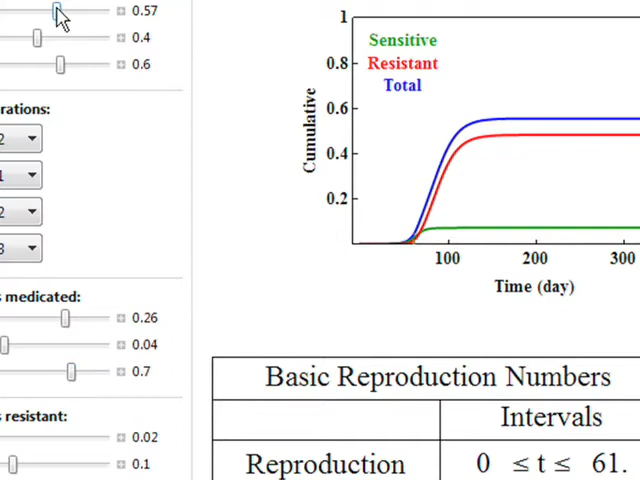 0.57
0.4
0.6
rations:
2
1
2
3
s medicated:
0.26
0.04
0.7
s resistant:
0.02
0.1
1
0.8
0.6
0.4
0.2
Sensitive
Resistant
Total
Cumulative
100 200 300
Time (day)
Basic Reproduction Numbers
Intervals
Reproduction 0 ≤ t ≤ 61.